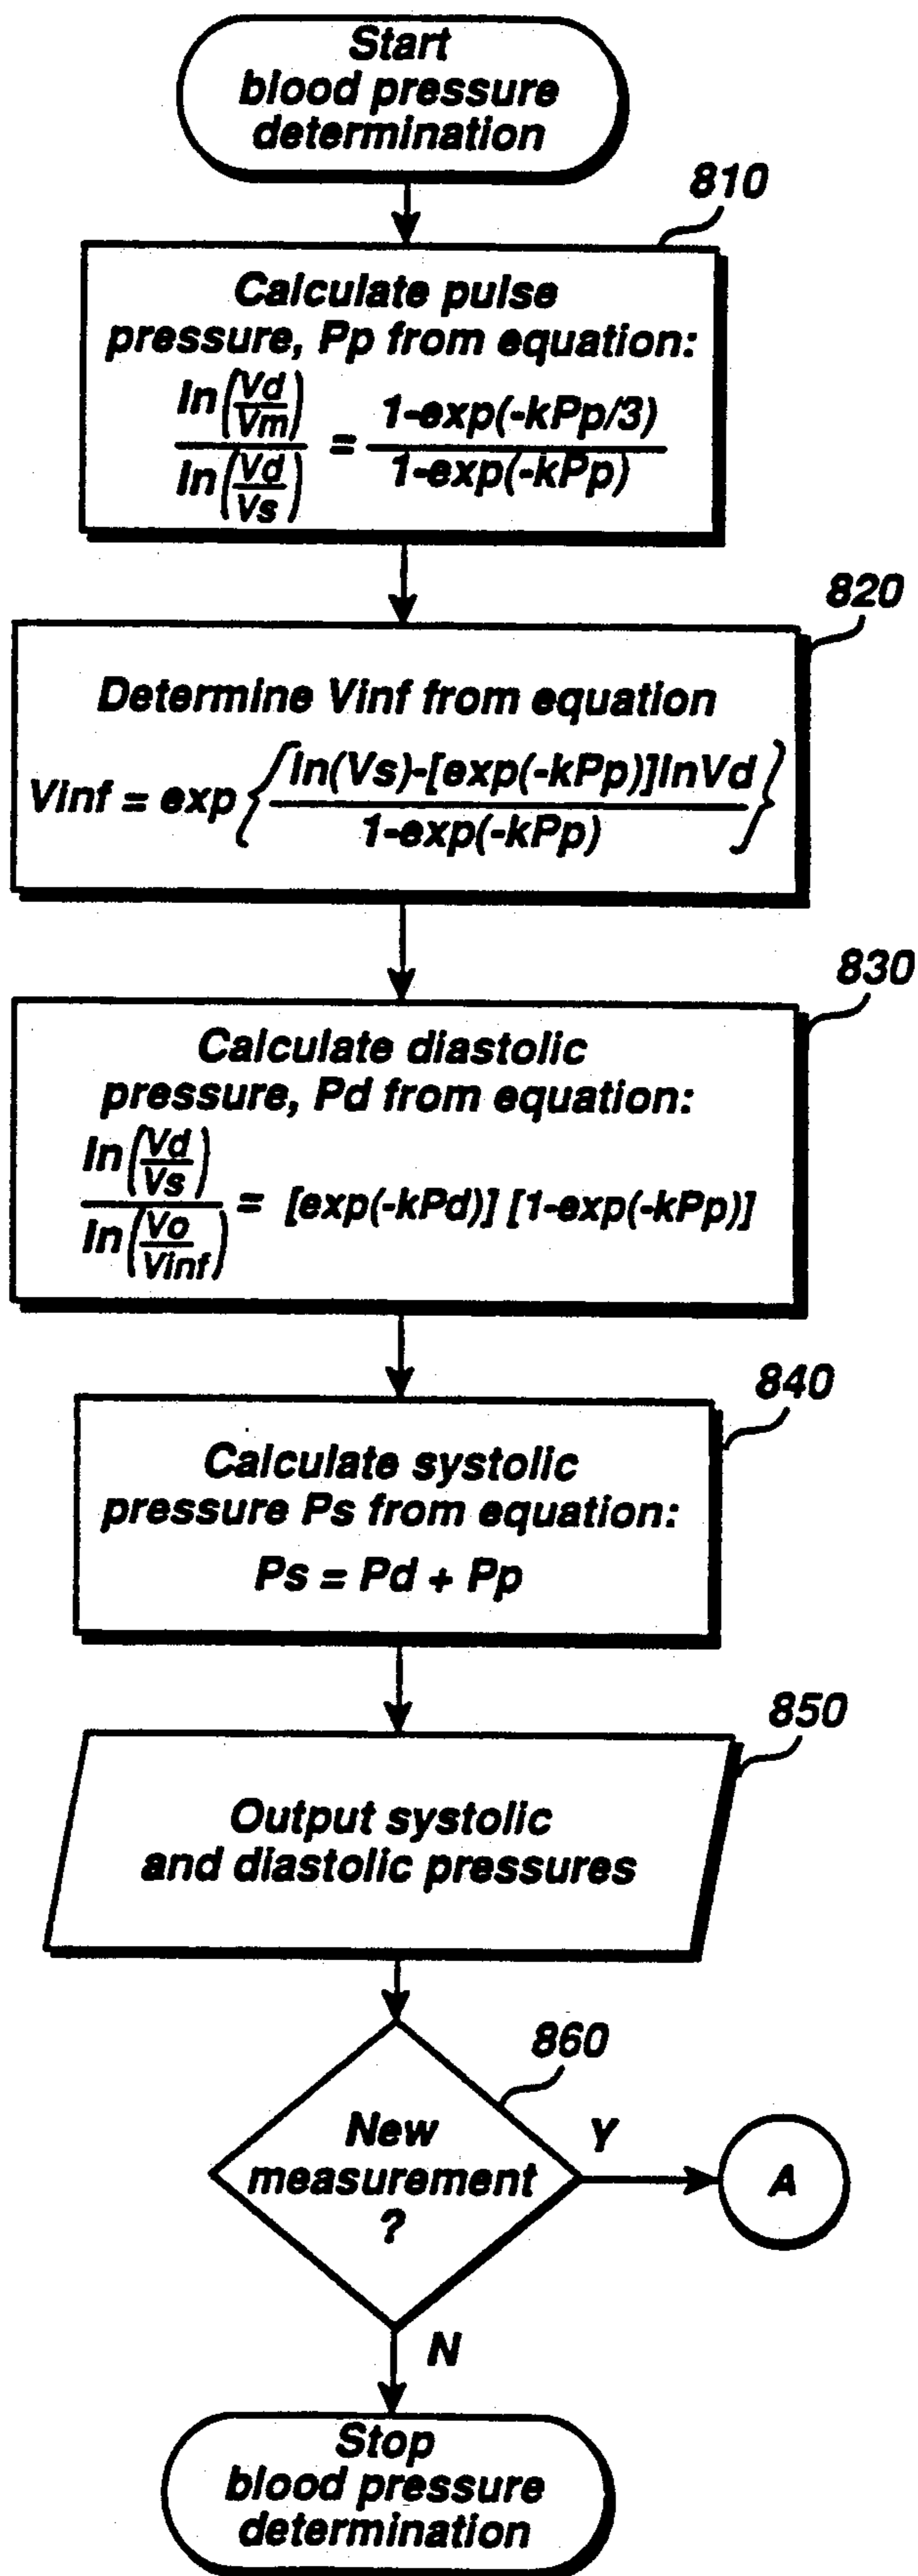 Start
blood pressure
determination
810
Calculate pulse
pressure, Pp from equation:
ln(Vd/Vm) / ln(Vd/Vs) = 1-exp(-kPp/3) / 1-exp(-kPp)
820
Determine Vinf from equation
Vinf = exp { ln(Vs)-[exp(-kPp)]lnVd / 1-exp(-kPp) }
830
Calculate diastolic
pressure, Pd from equation:
ln(Vd/Vs) / ln(Vo/Vinf) = [exp(-kPd)] [1-exp(-kPp)]
840
Calculate systolic
pressure Ps from equation:
Ps = Pd + Pp
850
Output systolic
and diastolic pressures
860
New
measurement
?
Y
A
N
Stop
blood pressure
determination